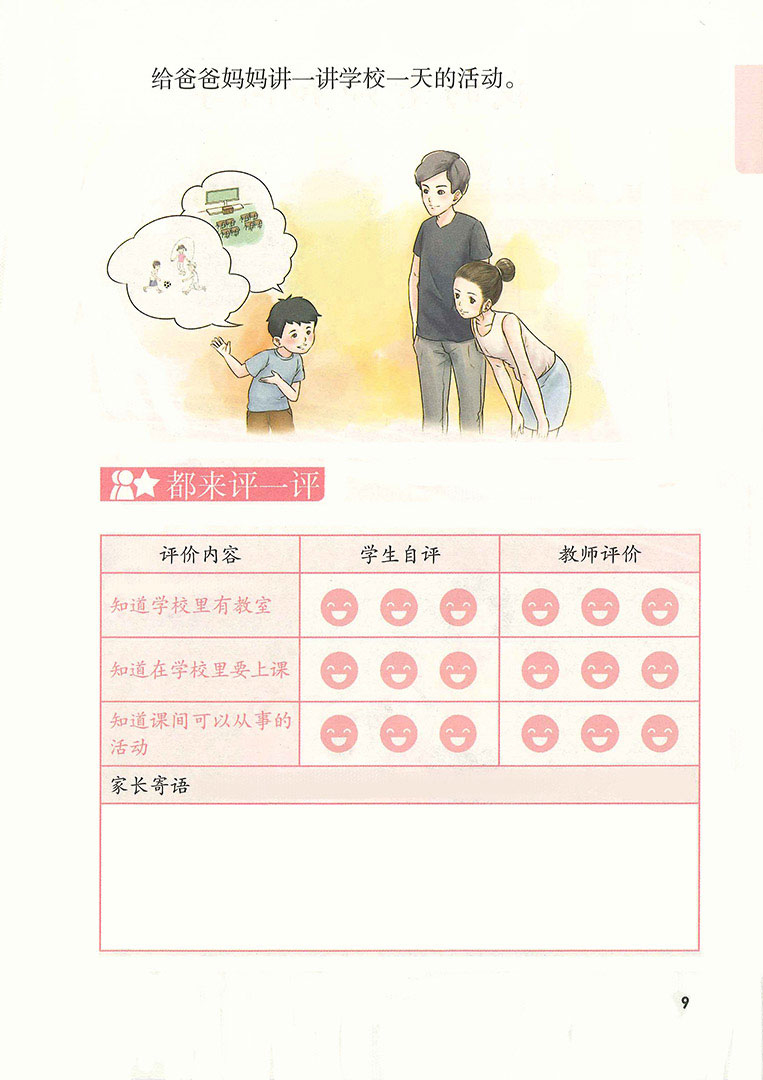 给爸爸妈妈讲一讲学校一天的活动。
都来评一评
评价内容 学生自评 教师评价
知道学校里有教室
知道在学校里要上课
知道课间可以从事的
活动
家长寄语
9